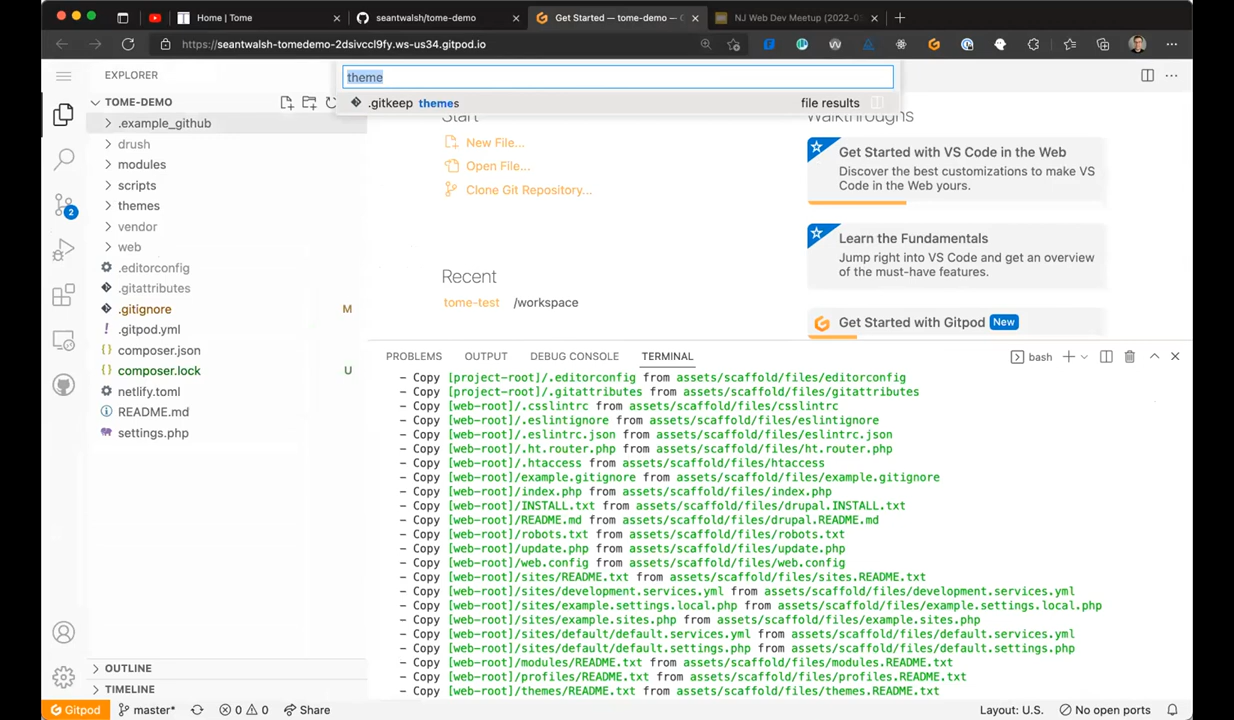 Home | Tome
seantwalsh/tome-demo
Get Started — tome-demo — G
NJ Web Dev Meetup (2022-0
https://seantwalsh-tomedemo-2dsivccl9fy.ws-us34.gitpod.io
EXPLORER
theme
.gitkeep themes
file results
TOME-DEMO
.example_github
drush
modules
scripts
themes
vendor
web
.editorconfig
.gitattributes
.gitignore M
.gitpod.yml
composer.json
composer.lock U
netlify.toml
README.md
settings.php
OUTLINE
TIMELINE
2
Start
New File...
Open File...
Clone Git Repository...
Recent
tome-test /workspace
Walkthroughs
Get Started with VS Code in the Web
Discover the best customizations to make VS
Code in the Web yours.
Learn the Fundamentals
Jump right into VS Code and get an overview
of the must-have features.
Get Started with Gitpod New
PROBLEMS OUTPUT DEBUG CONSOLE TERMINAL
bash
- Copy [project-root]/.editorconfig from assets/scaffold/files/editorconfig
- Copy [project-root]/.gitattributes from assets/scaffold/files/gitattributes
- Copy [web-root]/.csslintrc from assets/scaffold/files/csslintrc
- Copy [web-root]/.eslintignore from assets/scaffold/files/eslintignore
- Copy [web-root]/.eslintrc.json from assets/scaffold/files/eslintrc.json
- Copy [web-root]/.ht.router.php from assets/scaffold/files/ht.router.php
- Copy [web-root]/.htaccess from assets/scaffold/files/htaccess
- Copy [web-root]/example.gitignore from assets/scaffold/files/example.gitignore
- Copy [web-root]/index.php from assets/scaffold/files/index.php
- Copy [web-root]/INSTALL.txt from assets/scaffold/files/drupal.INSTALL.txt
- Copy [web-root]/README.md from assets/scaffold/files/drupal.README.md
- Copy [web-root]/robots.txt from assets/scaffold/files/robots.txt
- Copy [web-root]/update.php from assets/scaffold/files/update.php
- Copy [web-root]/web.config from assets/scaffold/files/web.config
- Copy [web-root]/sites/README.txt from assets/scaffold/files/sites.README.txt
- Copy [web-root]/sites/development.services.yml from assets/scaffold/files/development.services.yml
- Copy [web-root]/sites/example.settings.local.php from assets/scaffold/files/example.settings.local.php
- Copy [web-root]/sites/example.sites.php from assets/scaffold/files/example.sites.php
- Copy [web-root]/sites/default/default.services.yml from assets/scaffold/files/default.services.yml
- Copy [web-root]/sites/default/default.settings.php from assets/scaffold/files/default.settings.php
- Copy [web-root]/modules/README.txt from assets/scaffold/files/modules.README.txt
- Copy [web-root]/profiles/README.txt from assets/scaffold/files/profiles.README.txt
- Copy [web-root]/themes/README.txt from assets/scaffold/files/themes.README.txt
Gitpod
master*
0 0
Share
Layout: U.S.
No open ports